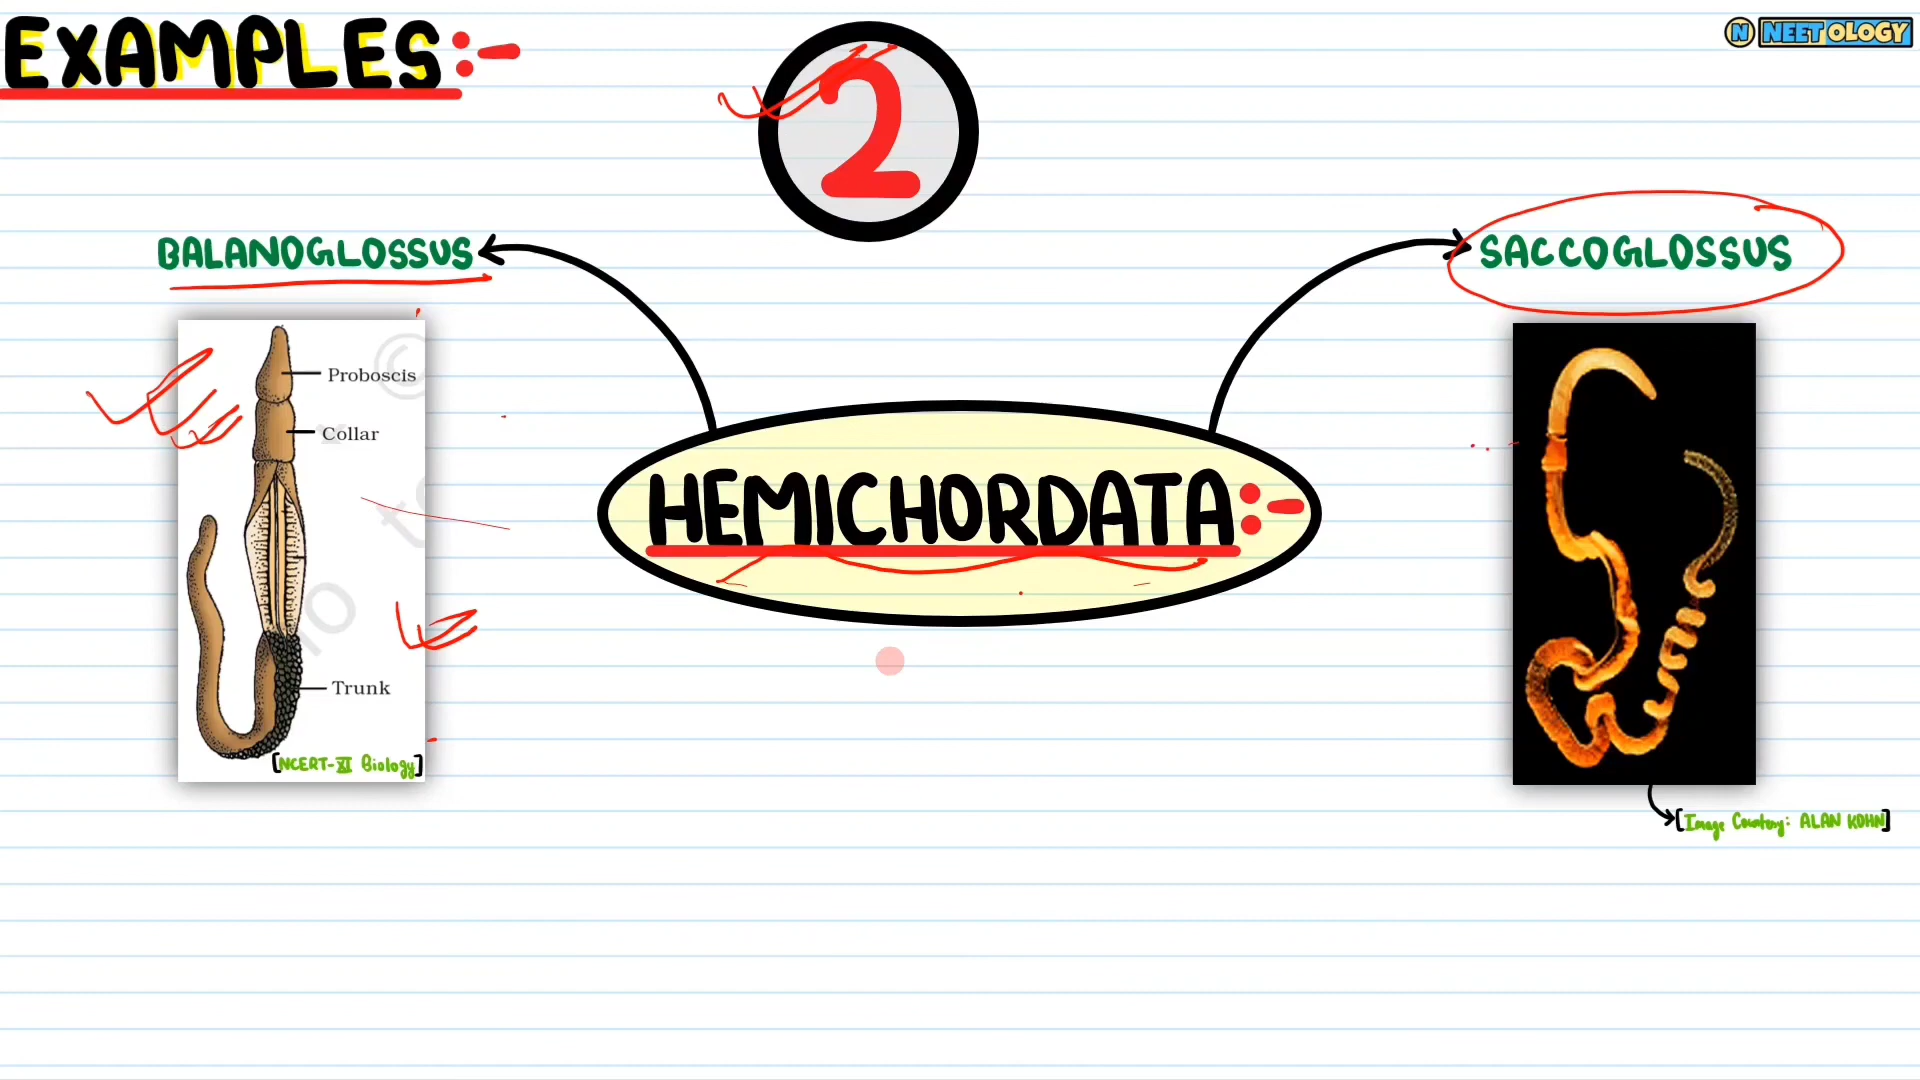 EXAMPLES:-
N NEETOLOGY
2
BALANOGLOSSUS
SACCOGLOSSUS
Proboscis
Collar
HEMICHORDATA:-
Trunk
[NCERT-XI Biology]
[Image Courtesy: ALAN KOHN]